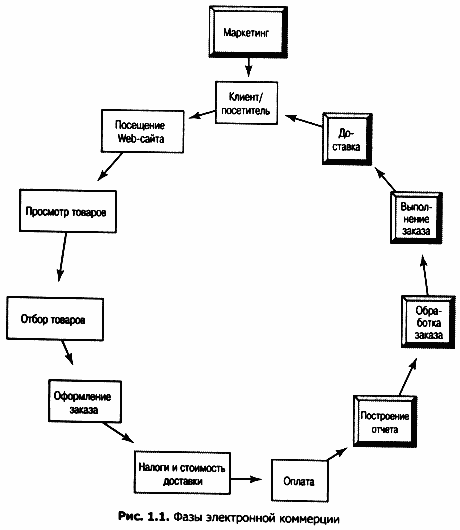 Маркетинг
Клиент/
посетитель
Посещение
Web-сайта
Просмотр товаров
Отбор товаров
Оформление
заказа
Налоги и стоимость
доставки
Оплата
Построение
отчета
Обра-
ботка
заказа
Выпол-
нение
заказа
До-
ставка
Рис. 1.1. Фазы электронной коммерции